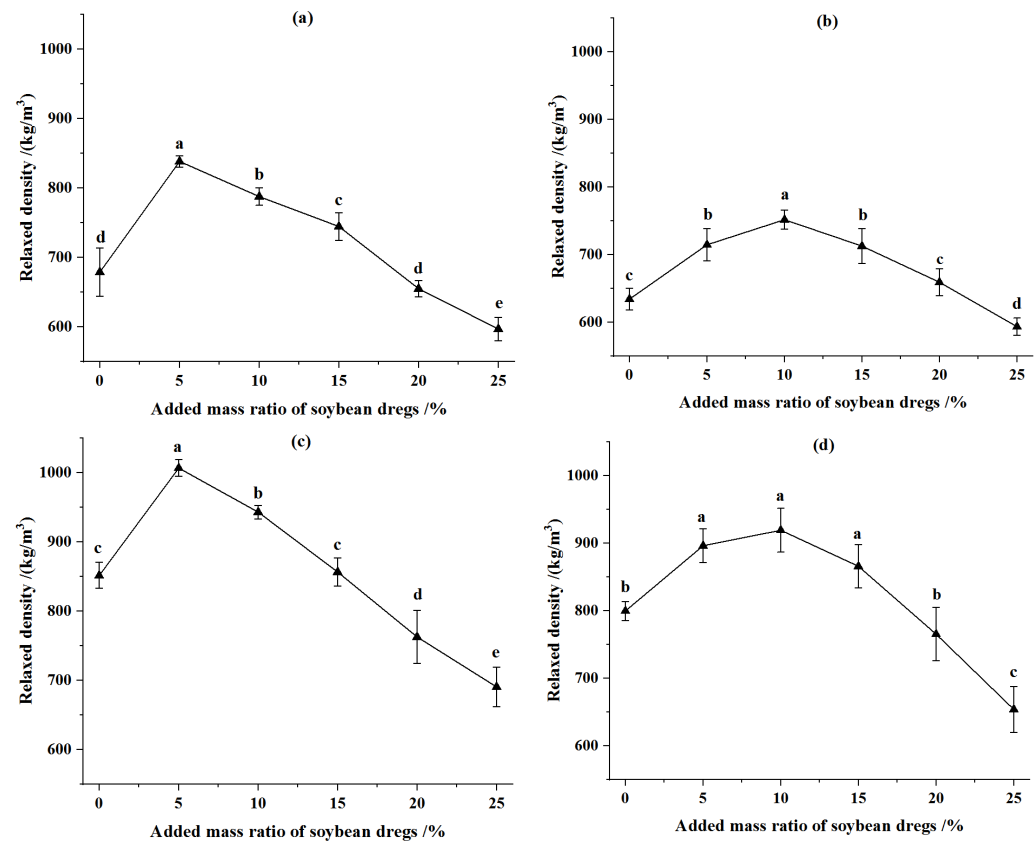 (a)
Relaxed density /(kg/m³)
1000
900
800
700
600
d
a
b
c
d
e
0 5 10 15 20 25
Added mass ratio of soybean dregs /%
(b)
Relaxed density /(kg/m³)
1000
900
800
700
600
c
b
a
b
c
d
0 5 10 15 20 25
Added mass ratio of soybean dregs /%
(c)
Relaxed density /(kg/m³)
1000
900
800
700
600
c
a
b
c
d
e
0 5 10 15 20 25
Added mass ratio of soybean dregs /%
(d)
Relaxed density /(kg/m³)
1000
900
800
700
600
b
a
a
a
b
c
0 5 10 15 20 25
Added mass ratio of soybean dregs /%